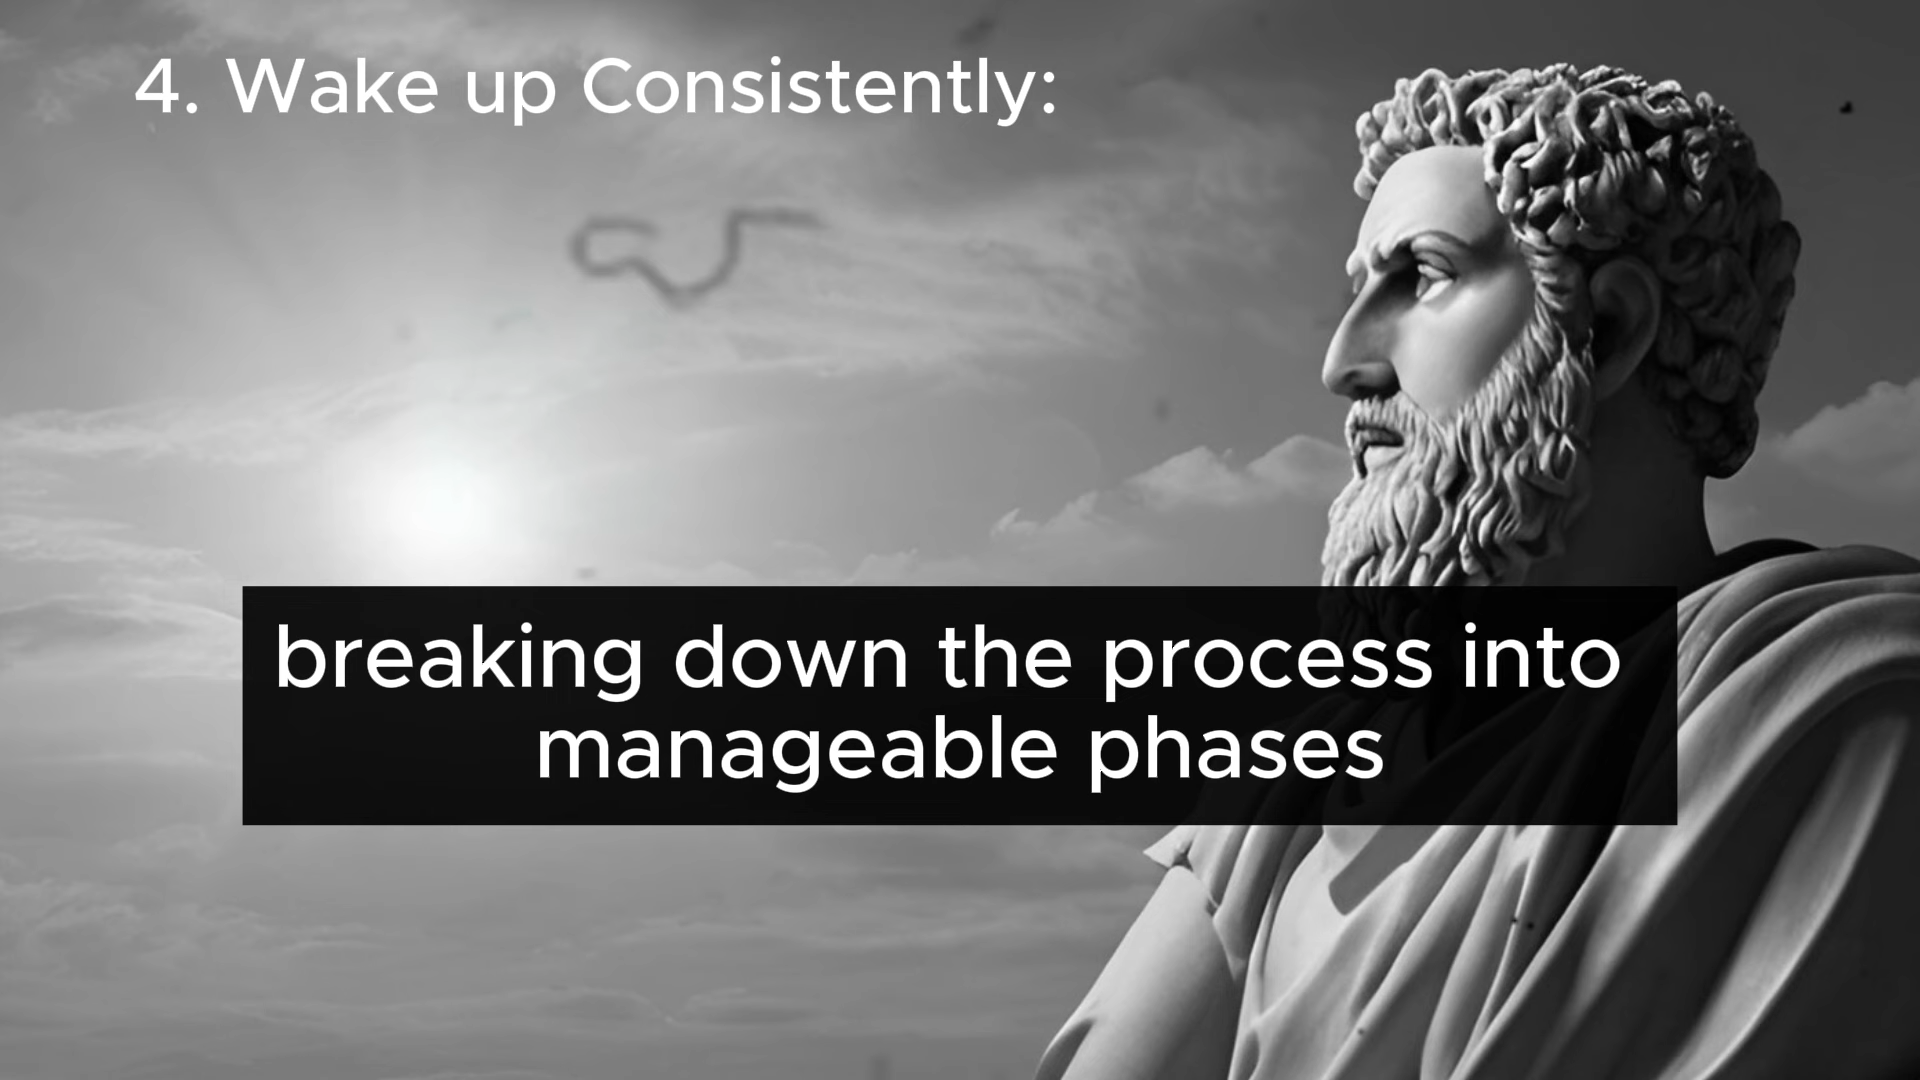 4. Wake up Consistently:
breaking down the process into
manageable phases